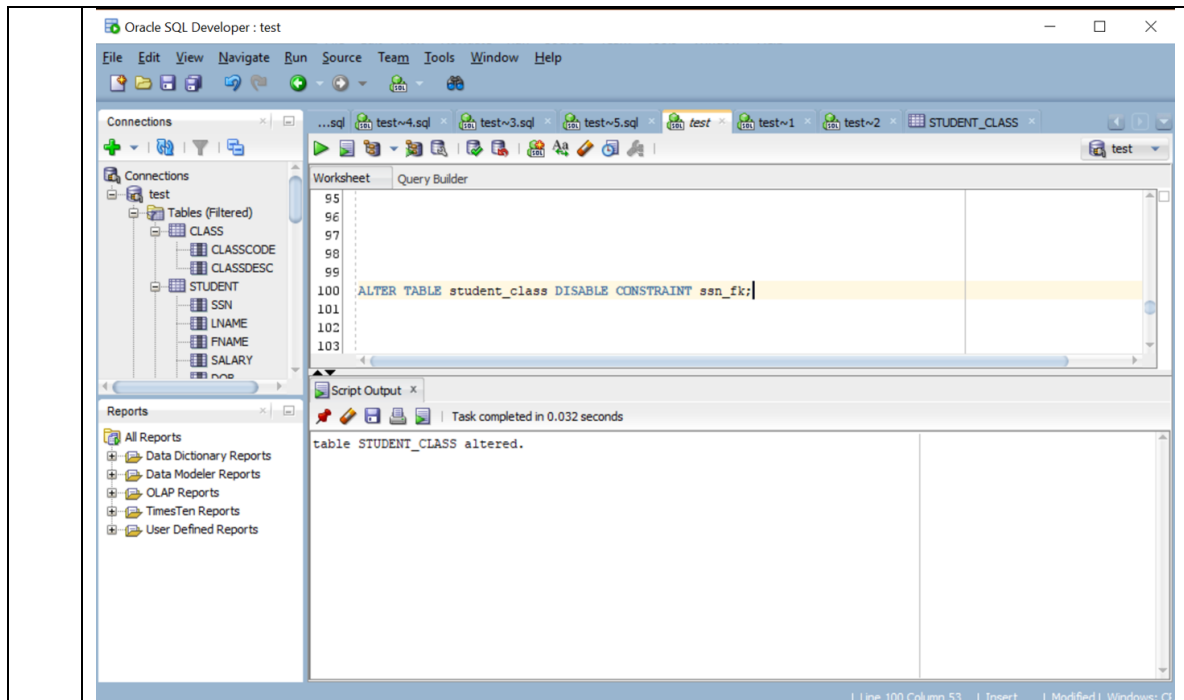 Oracle SQL Developer : test
File Edit View Navigate Run Source Team Tools Window Help
Connections
...sql test~4.sql test~3.sql test~5.sql test test~1 test~2 STUDENT_CLASS
test
Connections
test
Tables (Filtered)
CLASS
CLASSCODE
CLASSDESC
STUDENT
SSN
LNAME
FNAME
SALARY
DOB
Worksheet Query Builder
95
96
97
98
99
100 ALTER TABLE student_class DISABLE CONSTRAINT ssn_fk;
101
102
103
Script Output
Task completed in 0.032 seconds
table STUDENT_CLASS altered.
Reports
All Reports
Data Dictionary Reports
Data Modeler Reports
OLAP Reports
TimesTen Reports
User Defined Reports
Line 100 Column 53 Insert Modified Windows: